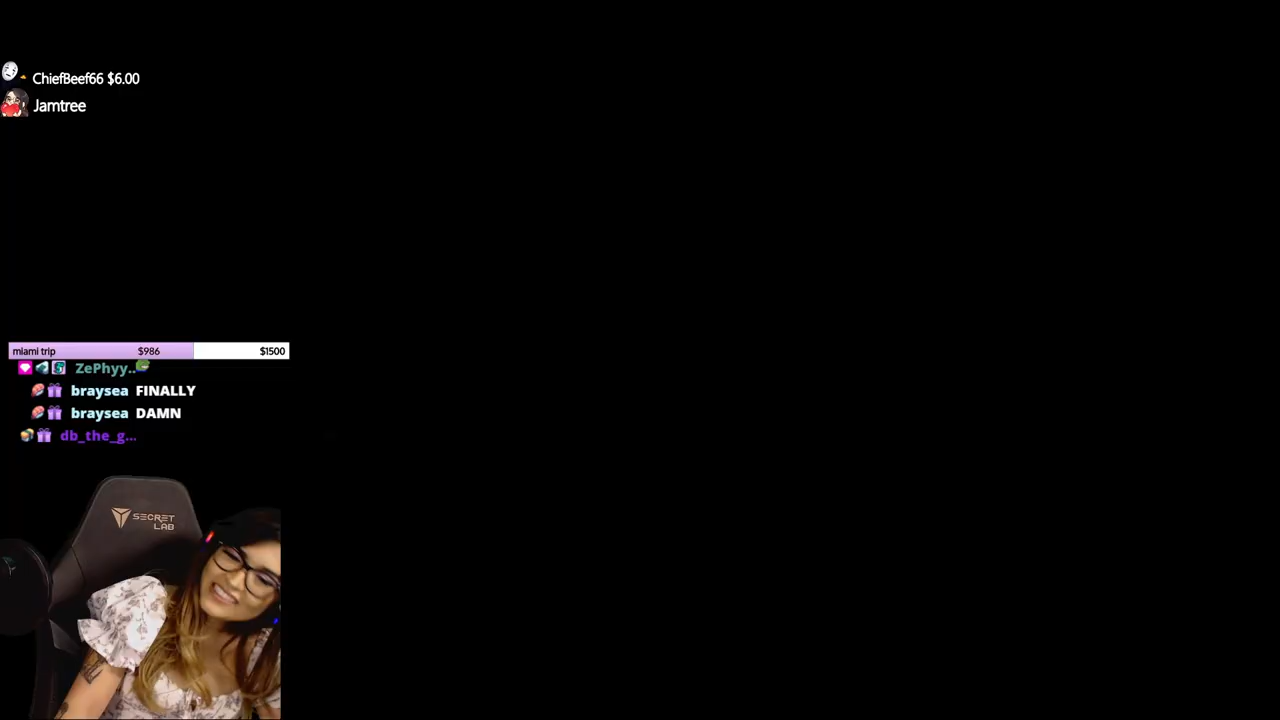 ChiefBeef66 $6.00
Jamtree
miami trip $986 $1500
ZePhyy..
braysea FINALLY
braysea DAMN
db_the_g...
SECRET
LAB